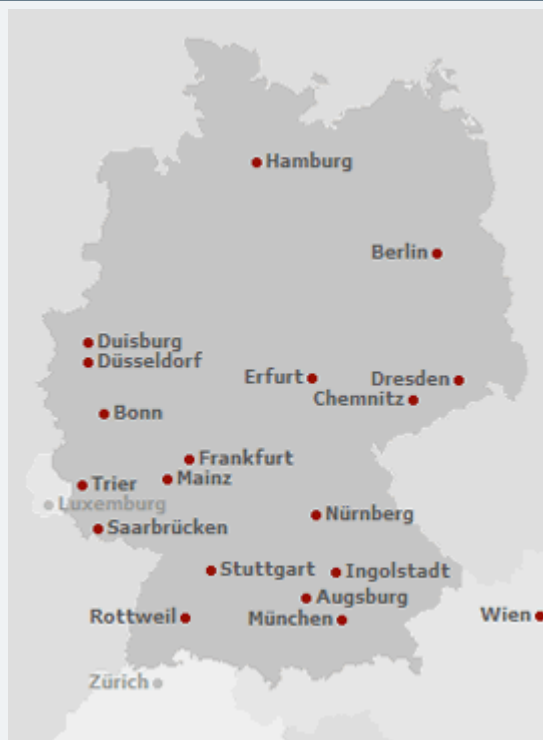 Hamburg
Berlin
Duisburg
Düsseldorf
Erfurt
Dresden
Chemnitz
Bonn
Frankfurt
Mainz
Trier
Luxemburg
Nürnberg
Saarbrücken
Stuttgart
Ingolstadt
Augsburg
Rottweil
München
Wien
Zürich